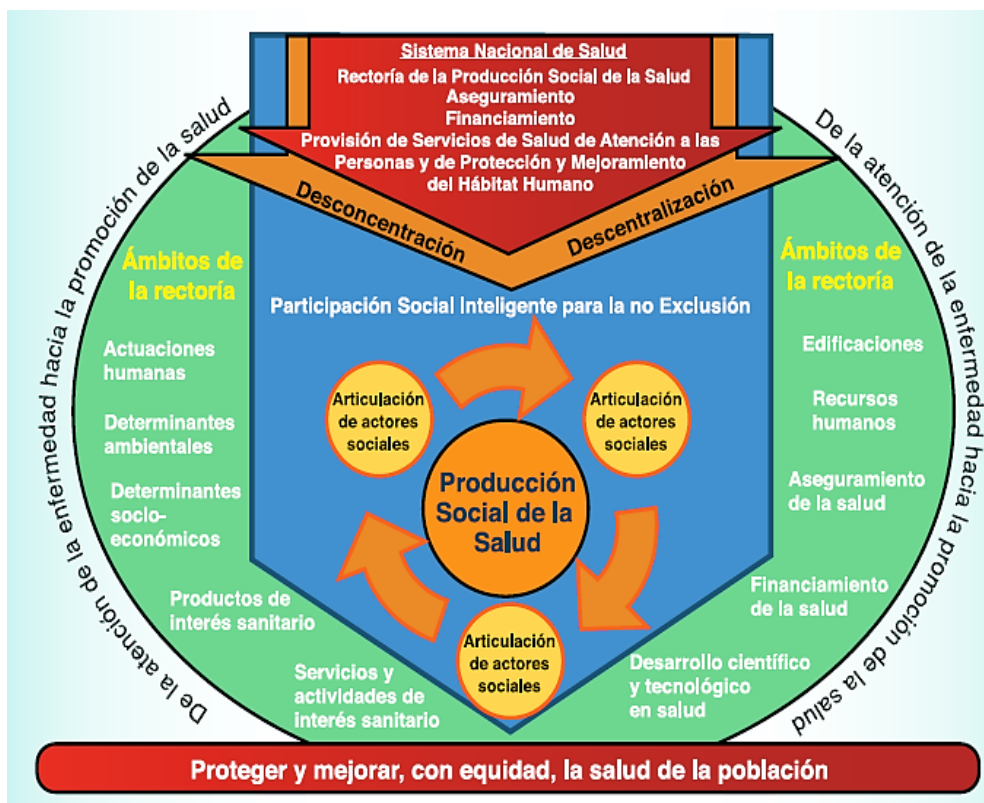 Sistema Nacional de Salud
Rectoría de la Producción Social de la Salud
Aseguramiento
Financiamiento
Provisión de Servicios de Salud de Atención a las
Personas y de Protección y Mejoramiento
del Hábitat Humano
Desconcentración
Descentralización
De la atención de la enfermedad hacia la promoción de la salud
De la atención de la enfermedad hacia la promoción de la salud
Ámbitos de
la rectoría
Actuaciones
humanas
Determinantes
ambientales
Determinantes
socio-
económicos
Productos de
interés sanitario
Servicios y
actividades de
interés sanitario
Participación Social Inteligente para la no Exclusión
Articulación
de actores
sociales
Articulación
de actores
sociales
Producción
Social de la
Salud
Articulación
de actores
sociales
Ámbitos de
la rectoría
Edificaciones
Recursos
humanos
Aseguramiento
de la salud
Financiamiento
de la salud
Desarrollo científico
y tecnológico
en salud
Proteger y mejorar, con equidad, la salud de la población